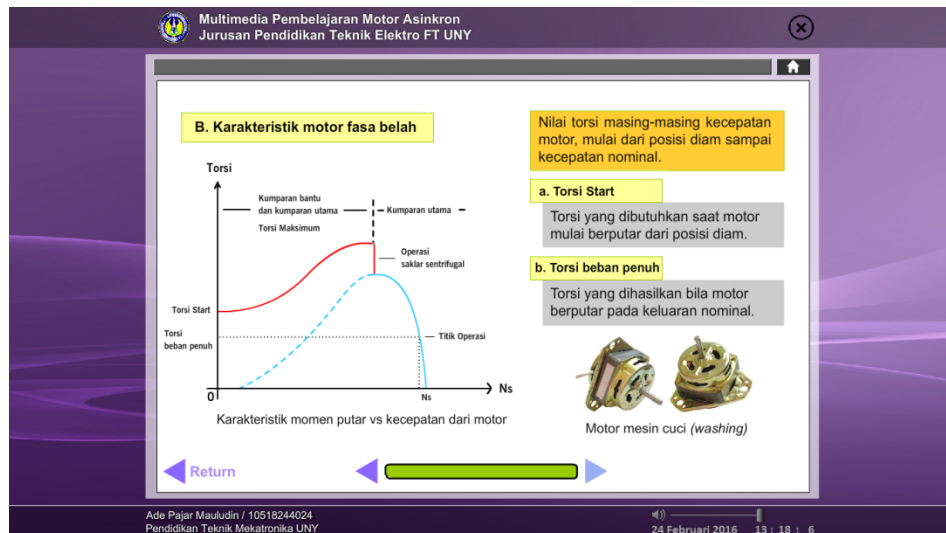 Multimedia Pembelajaran Motor Asinkron
Jurusan Pendidikan Teknik Elektro FT UNY
B. Karakteristik motor fasa belah
Torsi
Kumparan bantu
dan kumparan utama
Kumparan utama
Torsi Maksimum
Operasi
saklar sentrifugal
Torsi Start
Torsi
beban penuh
Titik Operasi
0
Ns
Ns
Karakteristik momen putar vs kecepatan dari motor
Nilai torsi masing-masing kecepatan
motor, mulai dari posisi diam sampai
kecepatan nominal.
a. Torsi Start
Torsi yang dibutuhkan saat motor
mulai berputar dari posisi diam.
b. Torsi beban penuh
Torsi yang dihasilkan bila motor
berputar pada keluaran nominal.
Motor mesin cuci (washing)
Return
Ade Pajar Mauludin / 10518244024
Pendidikan Teknik Mekatronika UNY
24 Februari 2016 13 : 18 : 6